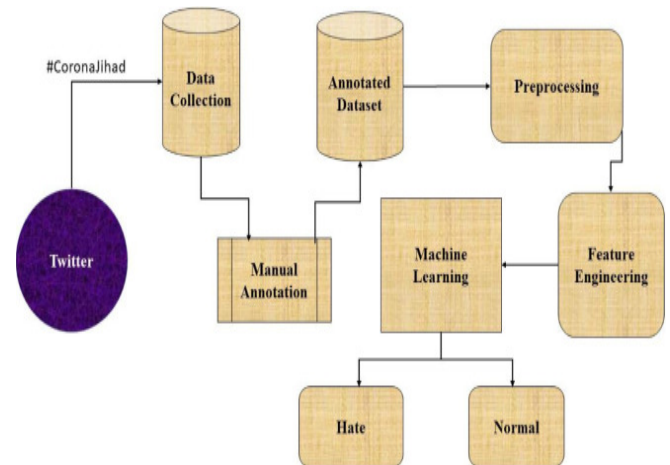 #CoronaJihad
Data
Collection
Annotated
Dataset
Preprocessing
Twitter
Manual
Annotation
Machine
Learning
Feature
Engineering
Hate
Normal